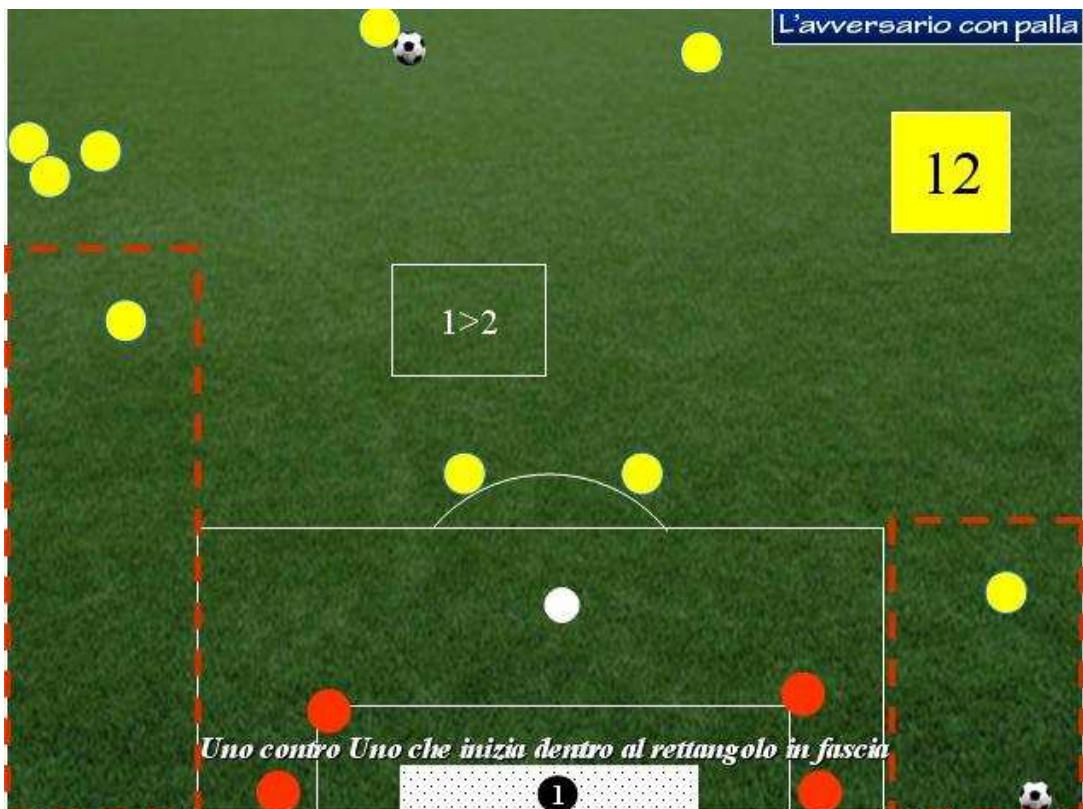 L'avversario con palla
12
1>2
Uno contro Uno che inizia dentro al rettangolo in fascia
1